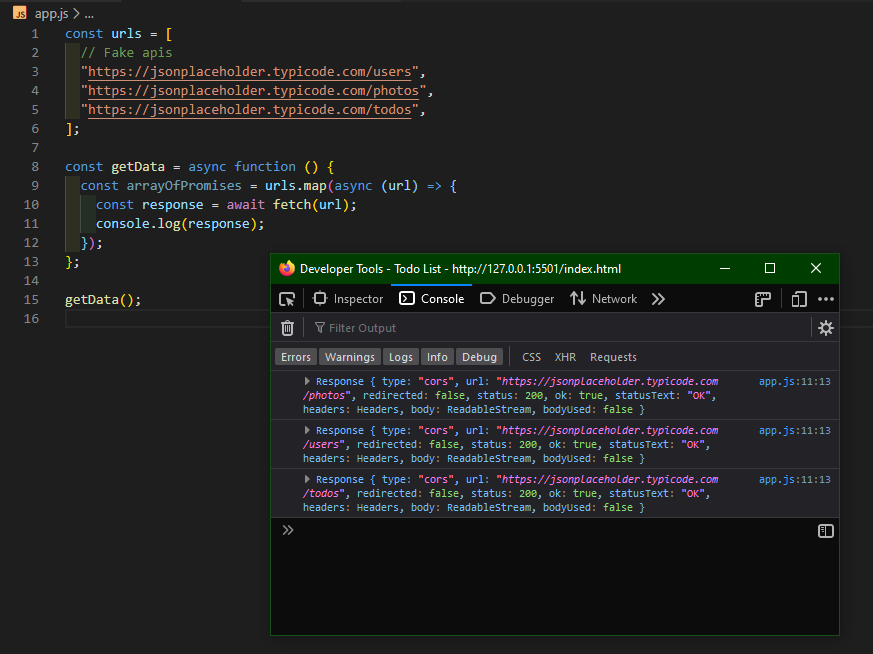 JS app.js > ...
1 const urls = [
2 // Fake apis
3 "https://jsonplaceholder.typicode.com/users",
4 "https://jsonplaceholder.typicode.com/photos",
5 "https://jsonplaceholder.typicode.com/todos",
6 ];
7
8 const getData = async function () {
9 const arrayOfPromises = urls.map(async (url) => {
10 const response = await fetch(url);
11 console.log(response);
12 });
13 };
14
15 getData();
16
Developer Tools - Todo List - http://127.0.0.1:5501/index.html
Inspector Console Debugger Network
Filter Output
Errors Warnings Logs Info Debug CSS XHR Requests
Response { type: "cors", url: "https://jsonplaceholder.typicode.com app.js:11:13
/photos", redirected: false, status: 200, ok: true, statusText: "OK",
headers: Headers, body: ReadableStream, bodyUsed: false }
Response { type: "cors", url: "https://jsonplaceholder.typicode.com app.js:11:13
/users", redirected: false, status: 200, ok: true, statusText: "OK",
headers: Headers, body: ReadableStream, bodyUsed: false }
Response { type: "cors", url: "https://jsonplaceholder.typicode.com app.js:11:13
/todos", redirected: false, status: 200, ok: true, statusText: "OK",
headers: Headers, body: ReadableStream, bodyUsed: false }